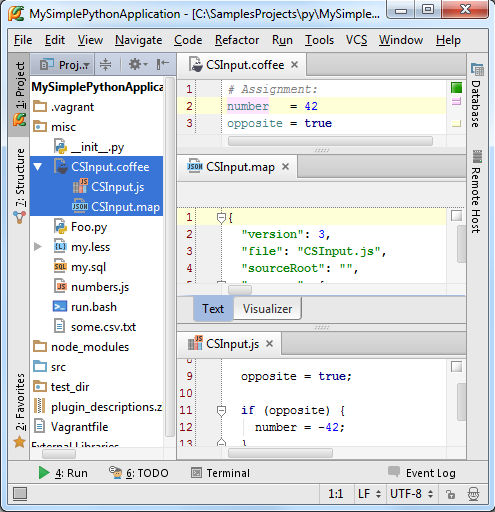 MySimplePythonApplication - [C:\SamplesProjects\py\MySimple...
File Edit View Navigate Code Refactor Run Tools VCS Window Help
1: Project
7: Structure
2: Favorites
Proj...
MySimplePythonApplica
.vagrant
misc
__init__.py
CSInput.coffee
CSInput.js
CSInput.map
Foo.py
my.less
my.sql
numbers.js
run.bash
some.csv.txt
node_modules
src
test_dir
plugin_descriptions.z
Vagrantfile
External Libraries
CSInput.coffee
1 # Assignment:
2 number = 42
3 opposite = true
CSInput.map
1 {
2 "version": 3,
3 "file": "CSInput.js",
4 "sourceRoot": "",
5
Text Visualizer
CSInput.js
8
9 opposite = true;
10
11 if (opposite) {
12 number = -42;
13 }
Database
Remote Host
4: Run 6: TODO Terminal Event Log
1:1 LF UTF-8